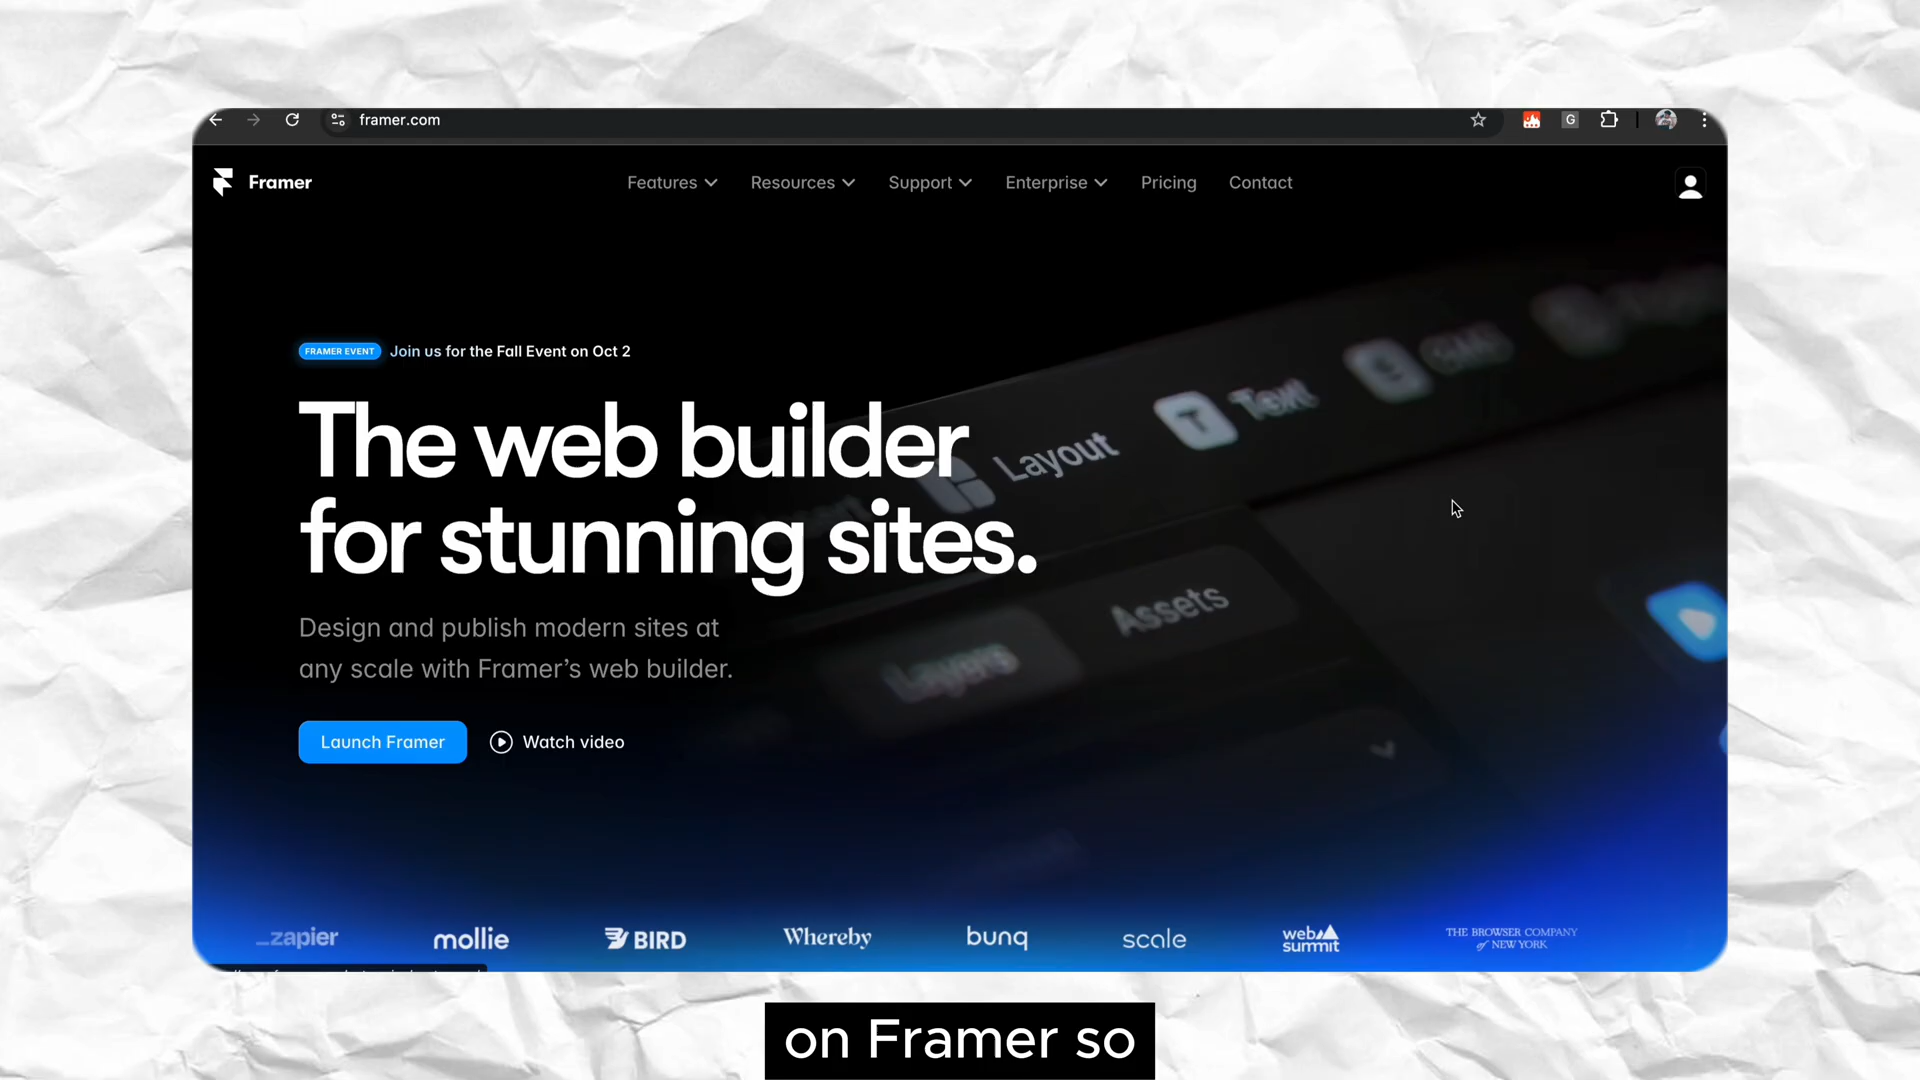 framer.com
G
Framer
Features
Resources
Support
Enterprise
Pricing
Contact
FRAMER EVENT
Join us for the Fall Event on Oct 2
The web builder
for stunning sites.
Design and publish modern sites at
any scale with Framer’s web builder.
Launch Framer
Watch video
Layout
T
Text
Layers
Assets
zapier
mollie
BIRD
Whereby
bunq
scale
web
summit
THE BROWSER COMPANY
of NEW YORK
on Framer so